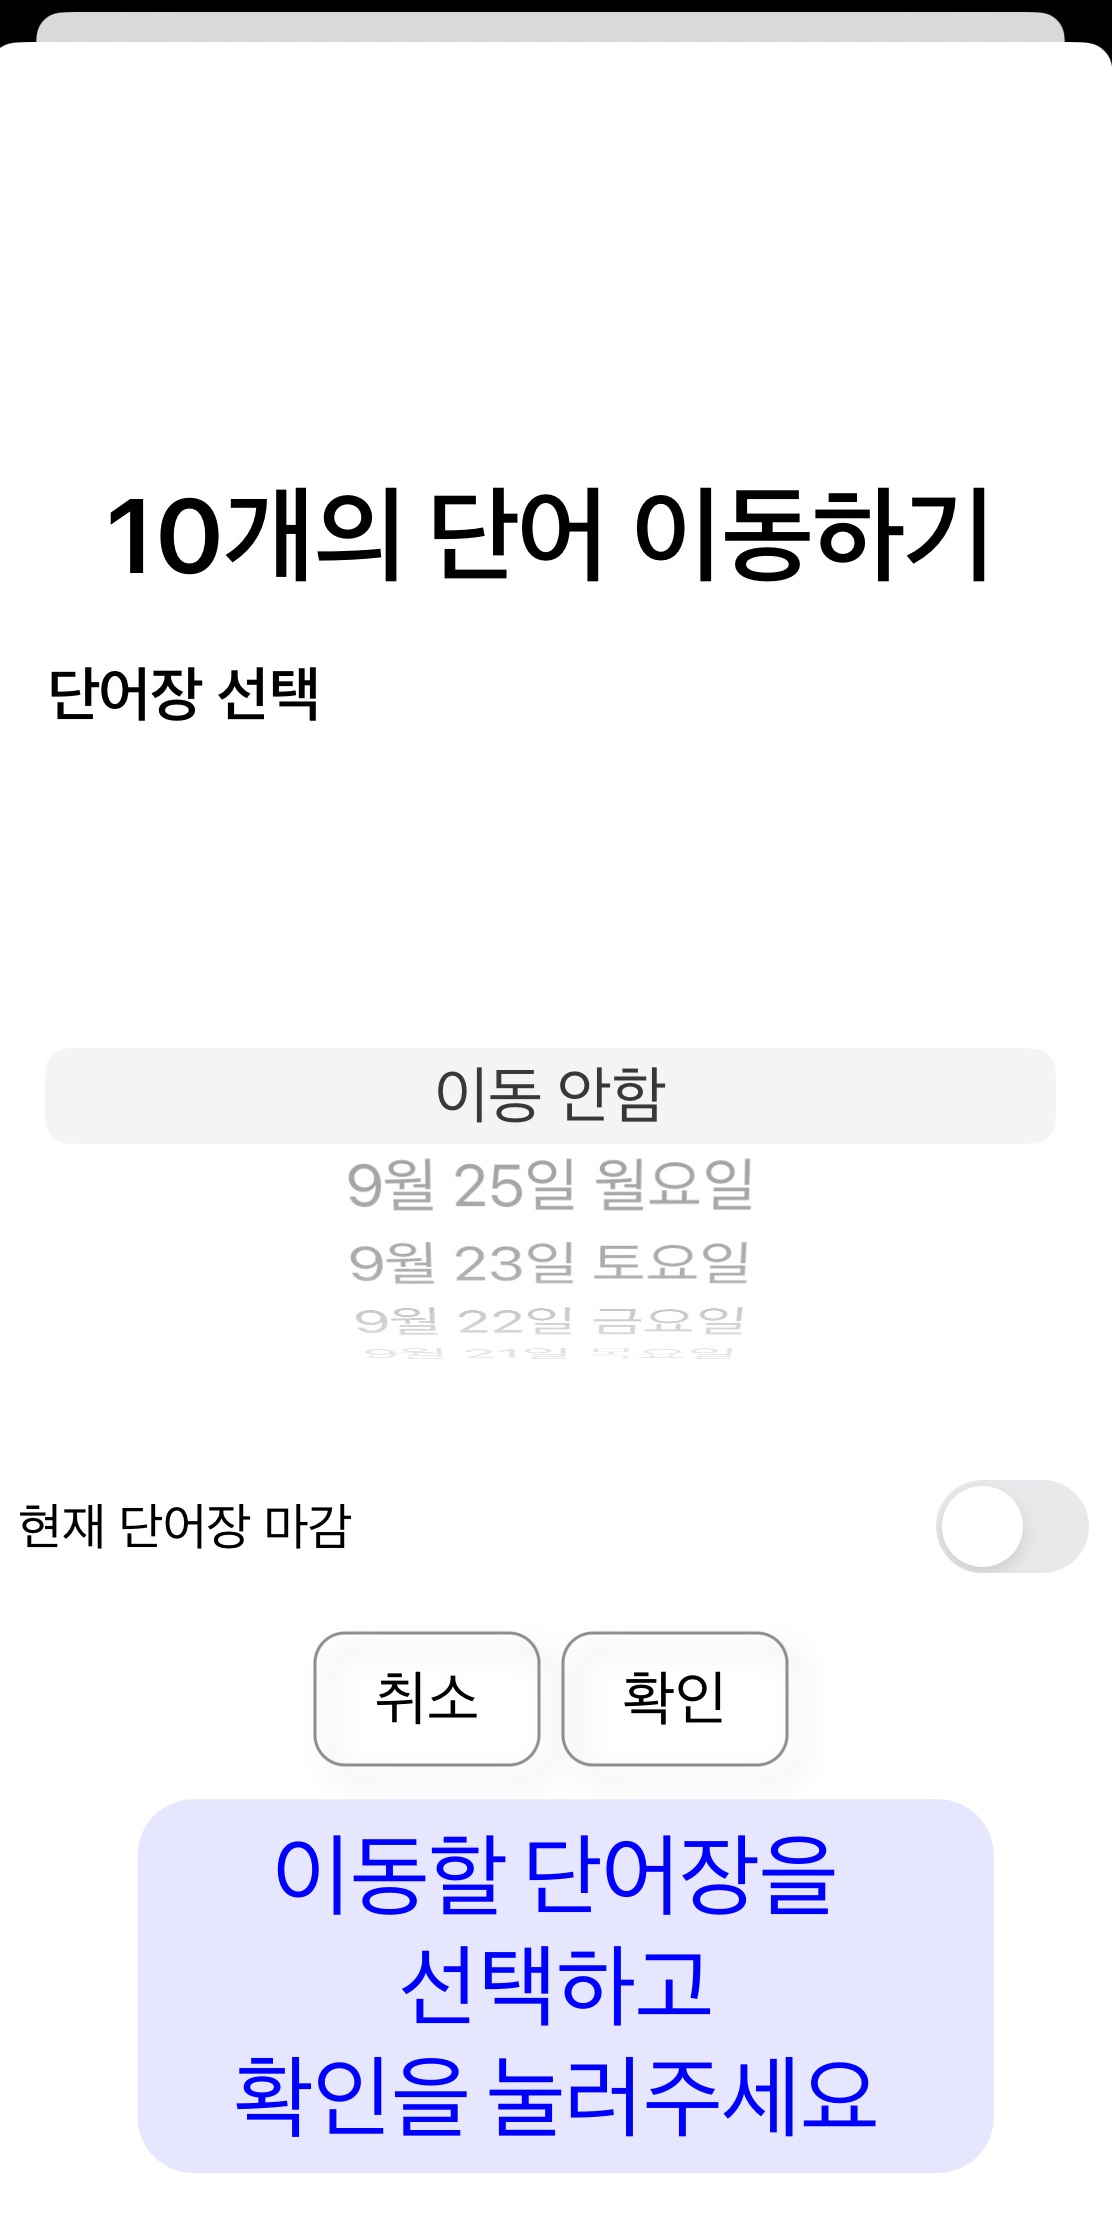 10개의 단어 이동하기
단어장 선택
이동 안함
9월 25일 월요일
9월 23일 토요일
9월 22일 금요일
9월 21일 목요일
현재 단어장 마감
취소
확인
이동할 단어장을
선택하고
확인을 눌러주세요